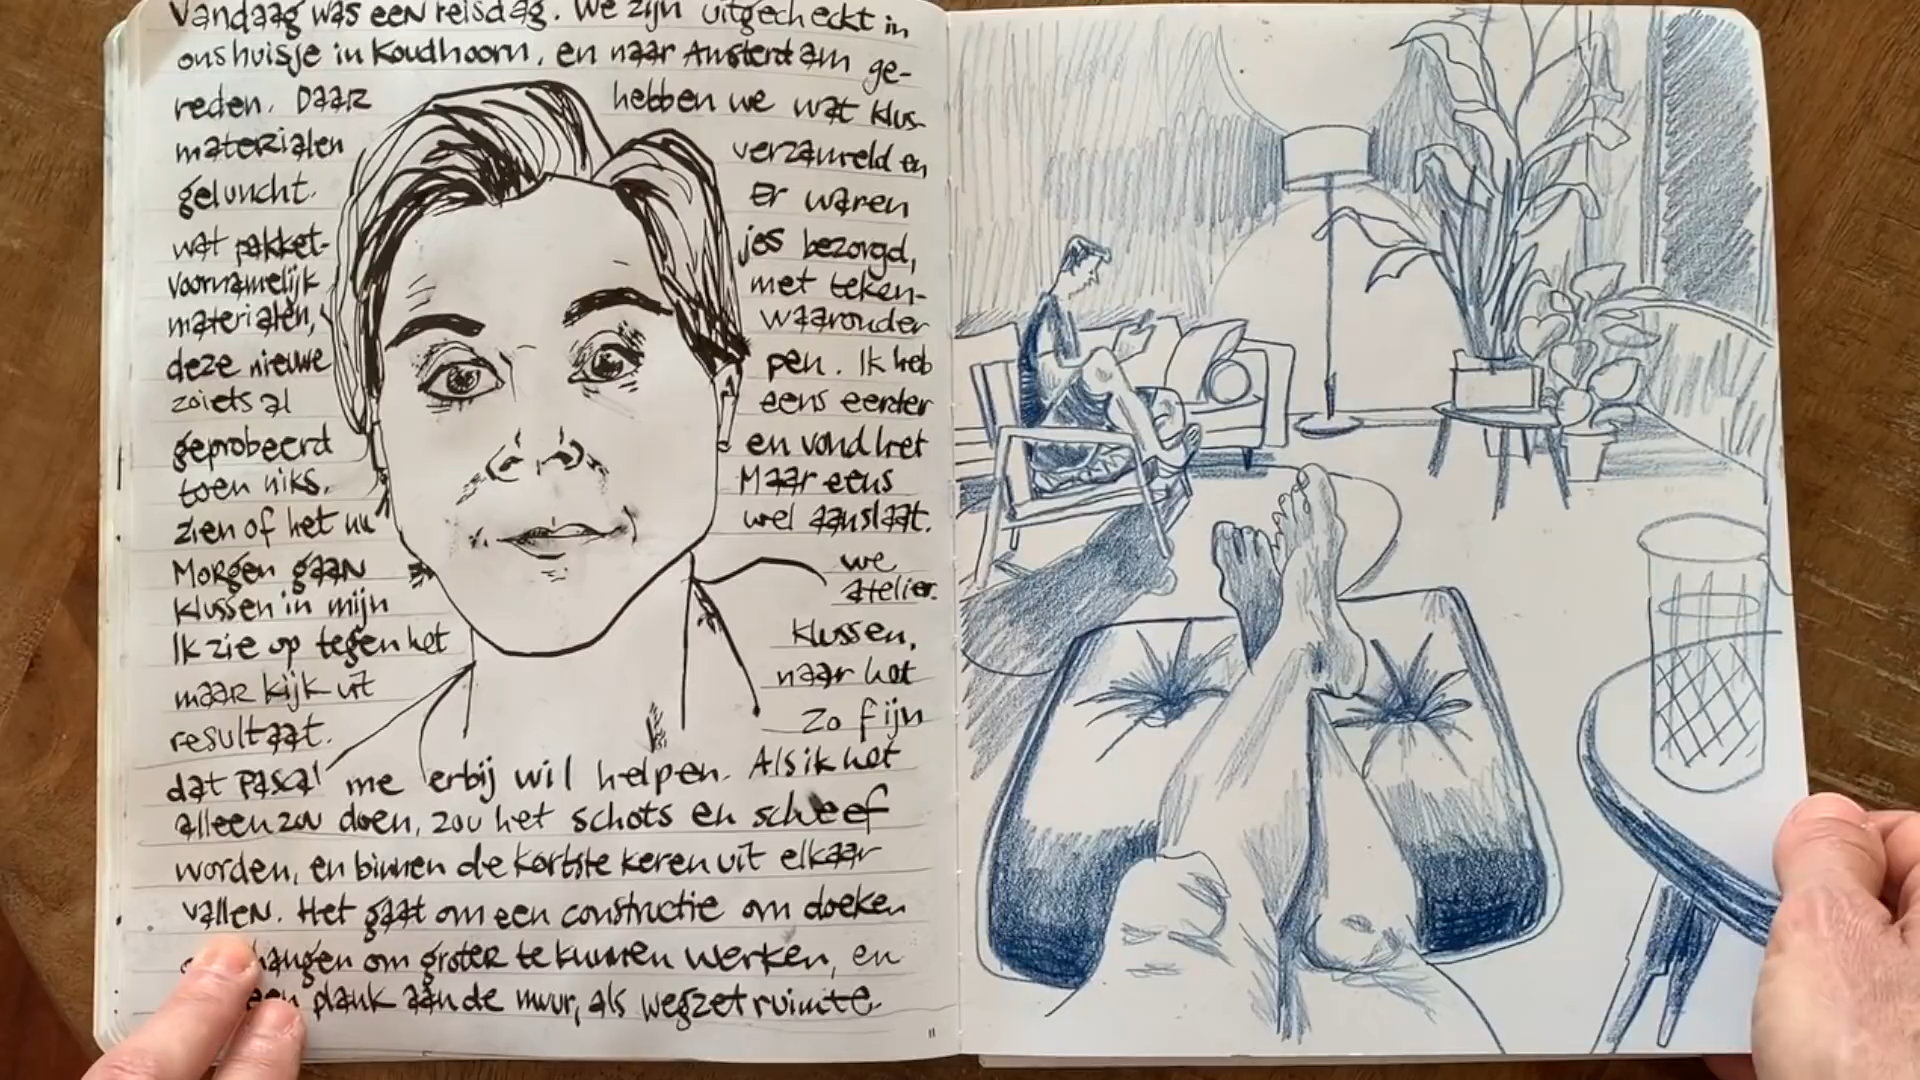 Vandaag was een reisdag. We zijn uitgecheckt in
ons huisje in Koudhoorn, en naar Amsterdam ge-
reden. Daar hebben we wat klus-
materialen verzameld en
geluncht. Er waren
wat pakket- jes bezorgd,
voornamelijk met teken-
materialen, waaronder
deze nieuwe pen. Ik heb
zoiets al eens eerder
geprobeerd en vond het
toen niks. Maar eens
zien of het nu wel aanslaat.
Morgen gaan we
klussen in mijn atelier.
Ik zie op tegen het klussen,
maar kijk uit naar het
resultaat. Zo fijn
dat Pascal me erbij wil helpen. Als ik het
alleen zou doen, zou het schots en scheef
worden, en binnen de kortste keren uit elkaar
vallen. Het gaat om een constructie om doeken
hangen om groter te kunnen werken, en
een plank aan de muur, als wegzetruimte.
11